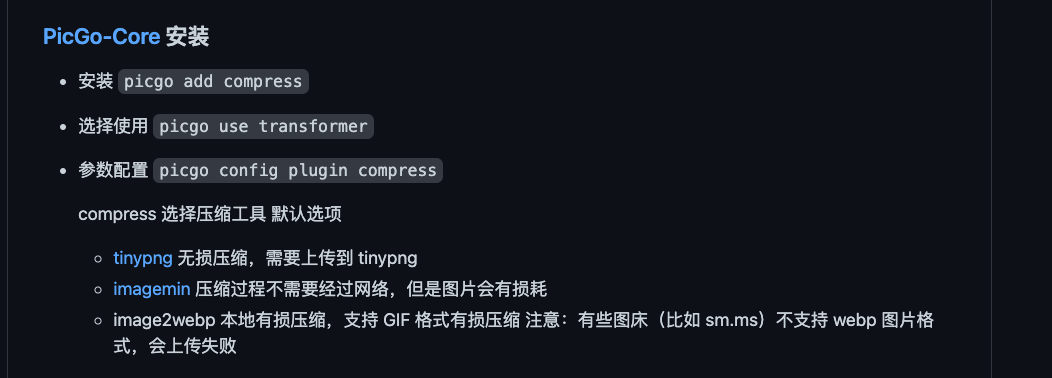 PicGo-Core 安装
安装 picgo add compress
选择使用 picgo use transformer
参数配置 picgo config plugin compress
compress 选择压缩工具 默认选项
tinypng 无损压缩，需要上传到 tinypng
imagemin 压缩过程不需要经过网络，但是图片会有损耗
image2webp 本地有损压缩，支持 GIF 格式有损压缩 注意：有些图床（比如 sm.ms）不支持 webp 图片格
式，会上传失败